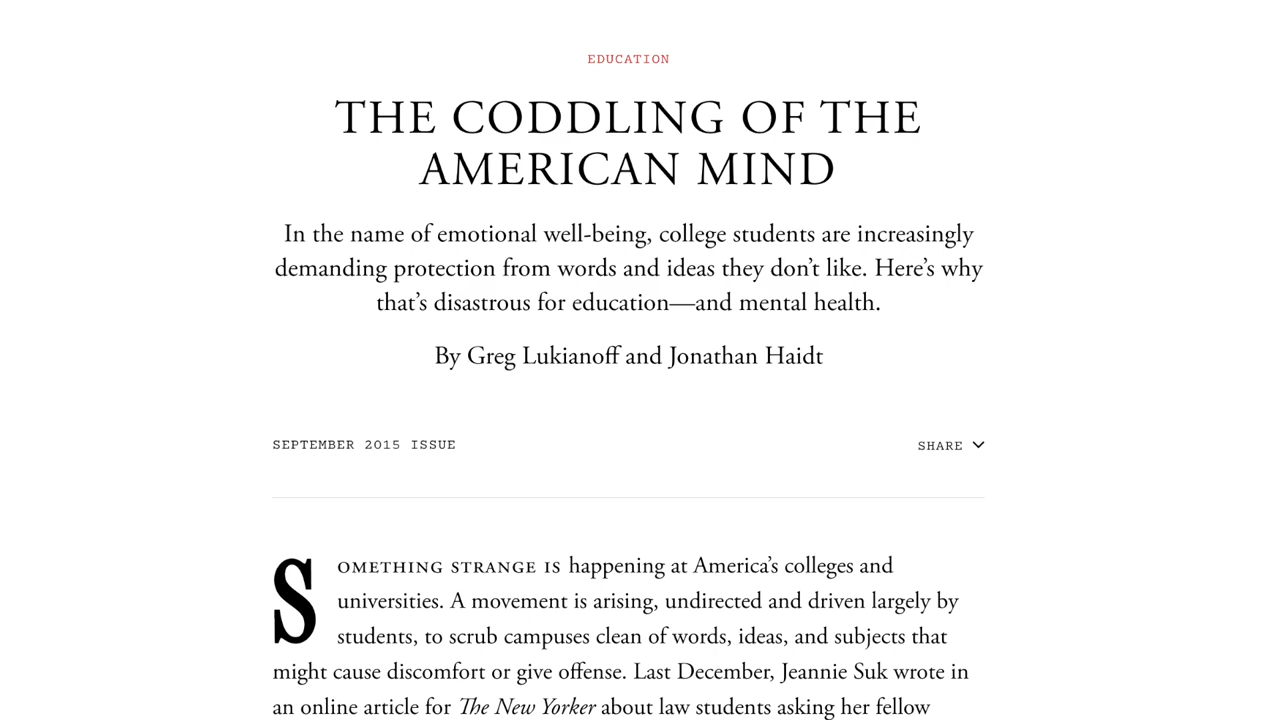 EDUCATION
THE CODDLING OF THE
AMERICAN MIND
In the name of emotional well-being, college students are increasingly
demanding protection from words and ideas they don’t like. Here’s why
that’s disastrous for education—and mental health.
By Greg Lukianoff and Jonathan Haidt
SEPTEMBER 2015 ISSUE
SHARE
SOMETHING STRANGE IS happening at America’s colleges and
universities. A movement is arising, undirected and driven largely by
students, to scrub campuses clean of words, ideas, and subjects that
might cause discomfort or give offense. Last December, Jeannie Suk wrote in
an online article for The New Yorker about law students asking her fellow